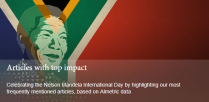 Articles with top impact
Celebrating the Nelson Mandela International Day by highlighting our most
frequently mentioned articles, based on Altmetric data